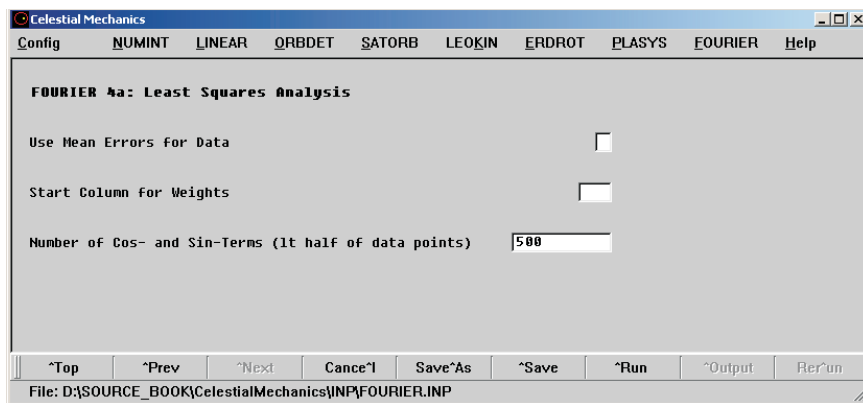 Celestial Mechanics
Config NUMINT LINEAR ORBDET SATORB LEOKIN ERDROT PLASYS FOURIER Help
FOURIER 4a: Least Squares Analysis
Use Mean Errors for Data
Start Column for Weights
Number of Cos- and Sin-Terms (lt half of data points) 500
^Top ^Prev ^Next Cance^l Save^As ^Save ^Run ^Output Rer^un
File: D:\SOURCE_BOOK\CelestialMechanics\INP\FOURIER.INP